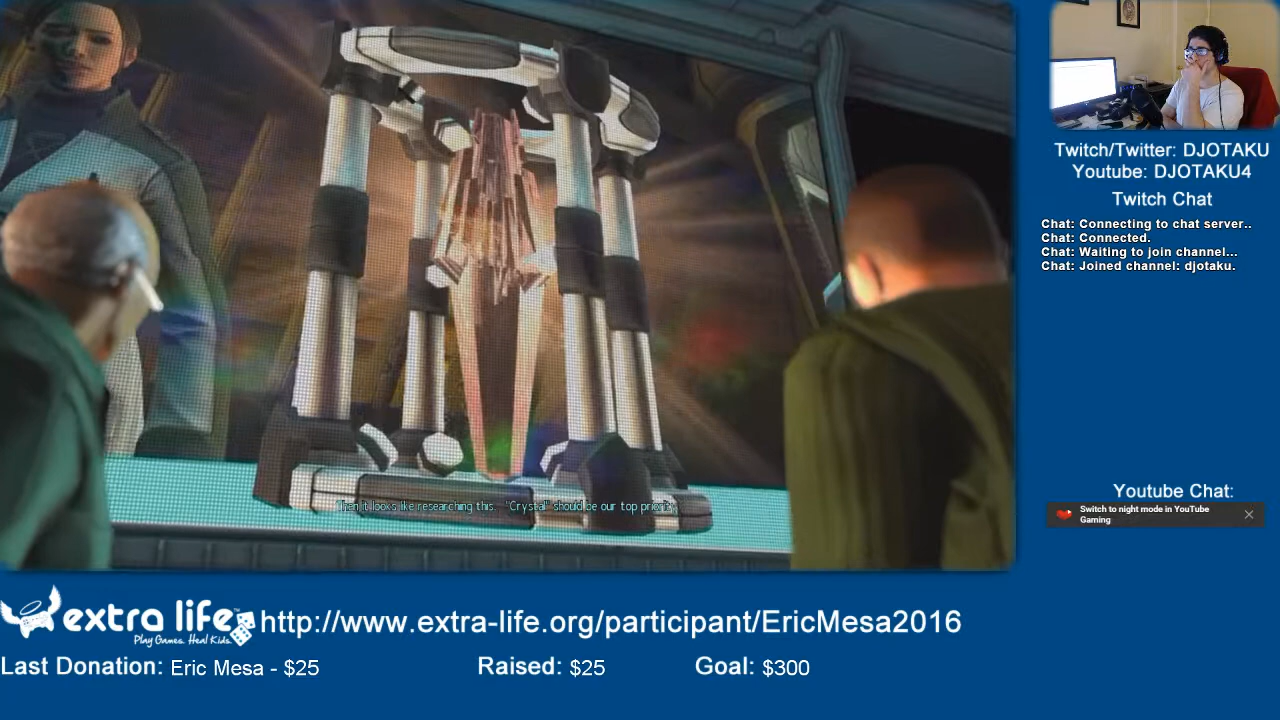 Twitch/Twitter: DJOTAKU
Youtube: DJOTAKU4
Twitch Chat
Chat: Connecting to chat server..
Chat: Connected.
Chat: Waiting to join channel...
Chat: Joined channel: djotaku.
Then it looks like researching this. "Crystal" should be our top priority.
Youtube Chat:
Switch to night mode in YouTube
Gaming
extra life
Play Games. Heal Kids.
http://www.extra-life.org/participant/EricMesa2016
Last Donation: Eric Mesa - $25 Raised: $25 Goal: $300